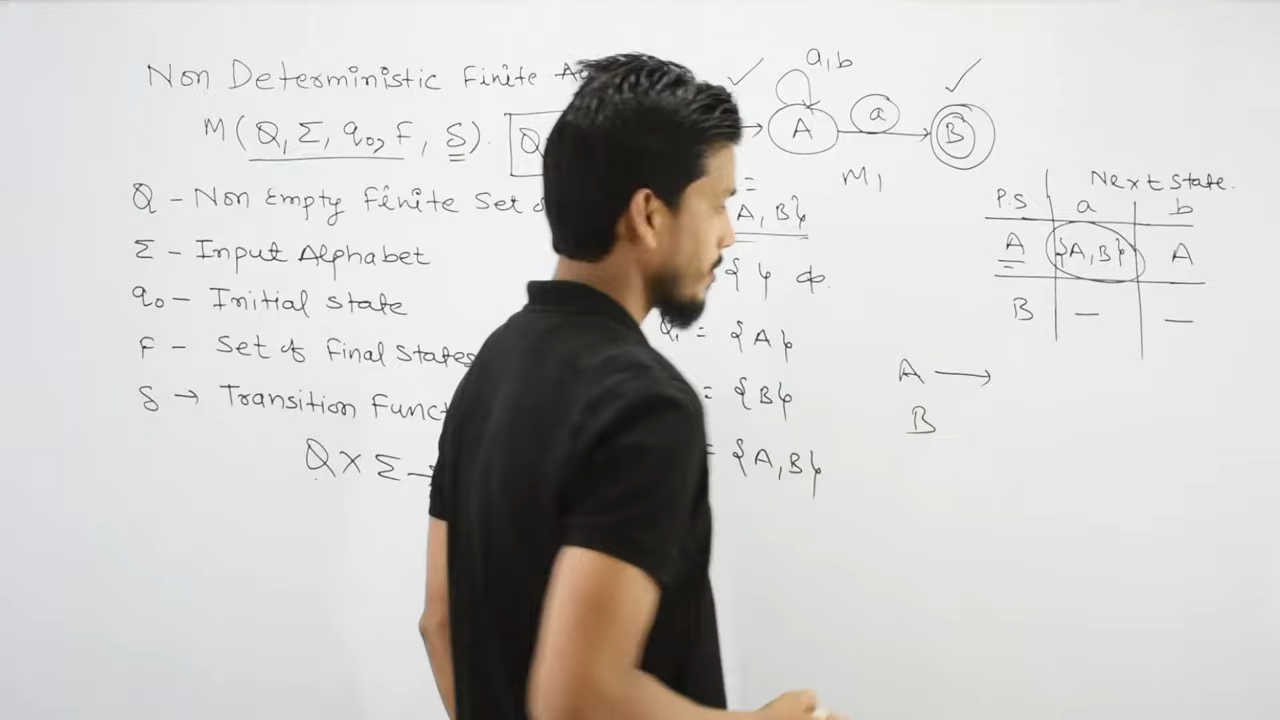 Non Deterministic Finite
M(Q, Σ, q0, F, δ).
Q - Non Empty Finite Set
Σ - Input Alphabet
q0 - Initial State
F - Set of Final States
δ → Transition
Q × Σ
a,b
A
a
B
M1
=
A, B}
{ } ϕ.
Q1 = {A}
= {B}
= {A, B}
Next State.
P.S a b
A {A, B} A
B — —
A →
B